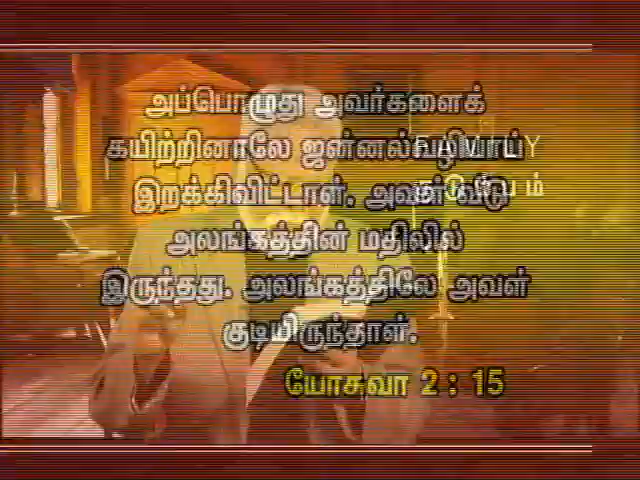 அப்பொழுது அவர்களைக்
கயிற்றினாலே ஜன்னல்வழியாய்
இறக்கிவிட்டாள். அவள் வீடு
அலங்கத்தின் மதிலில்
இருந்தது. அலங்கத்திலே அவள்
குடியிருந்தாள்.
யோசுவா 2 : 15
FAMILY